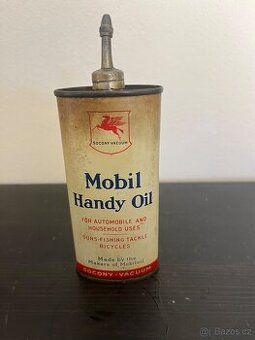 SOCONY-VACUUM
Mobil
Handy Oil
FOR AUTOMOBILE AND
HOUSEHOLD USES
GUNS-FISHING TACKLE
BICYCLES
Made by the
Makers of Mobiloil
SOCONY-VACUUM
Bazos.cz